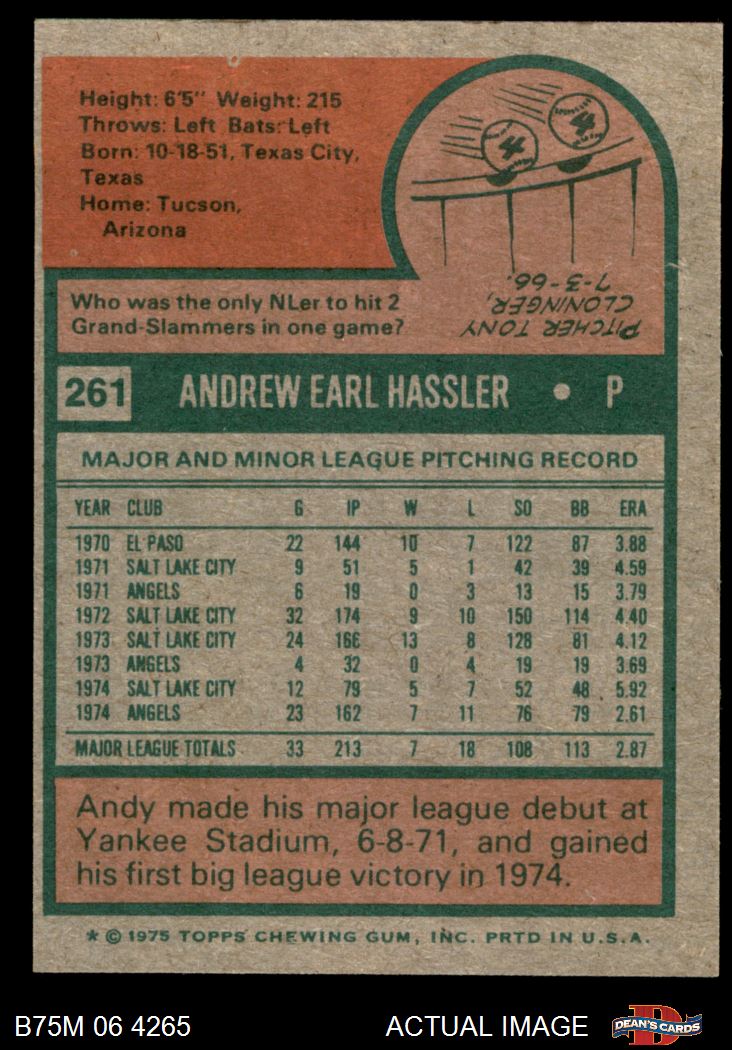 Height: 6'5" Weight: 215
Throws: Left Bats: Left
Born: 10-18-51, Texas City,
Texas
Home: Tucson,
Arizona
Who was the only NLer to hit 2
Grand-Slammers in one game?
4 4
PITCHER TONY
CLONINGER,
7-3-66.
261 ANDREW EARL HASSLER • P
MAJOR AND MINOR LEAGUE PITCHING RECORD
YEAR CLUB G IP W L SO BB ERA
1970 EL PASO 22 144 10 7 122 87 3.88
1971 SALT LAKE CITY 9 51 5 1 42 39 4.59
1971 ANGELS 6 19 0 3 13 15 3.79
1972 SALT LAKE CITY 32 174 9 10 150 114 4.40
1973 SALT LAKE CITY 24 166 13 8 128 81 4.12
1973 ANGELS 4 32 0 4 19 19 3.69
1974 SALT LAKE CITY 12 79 5 7 52 48 5.92
1974 ANGELS 23 162 7 11 76 79 2.61
MAJOR LEAGUE TOTALS 33 213 7 18 108 113 2.87
Andy made his major league debut at
Yankee Stadium, 6-8-71, and gained
his first big league victory in 1974.
* © 1975 TOPPS CHEWING GUM, INC. PRTD IN U.S.A.
B75M 06 4265 ACTUAL IMAGE D DEAN'S CARDS